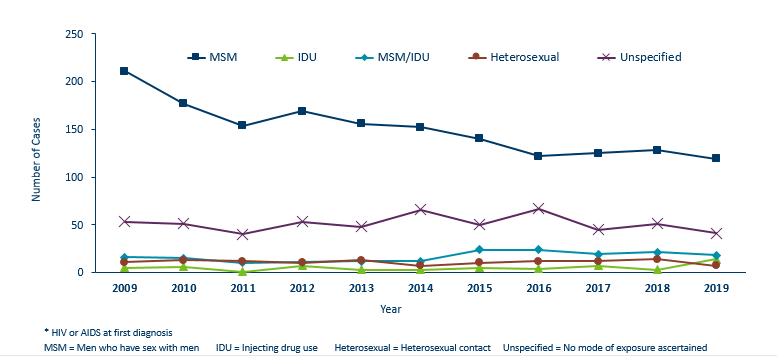 250
MSM IDU MSM/IDU Heterosexual Unspecified
200
150
100
50
0
Number of Cases
2009 2010 2011 2012 2013 2014 2015 2016 2017 2018 2019
Year
* HIV or AIDS at first diagnosis
MSM = Men who have sex with men IDU = Injecting drug use Heterosexual = Heterosexual contact Unspecified = No mode of exposure ascertained